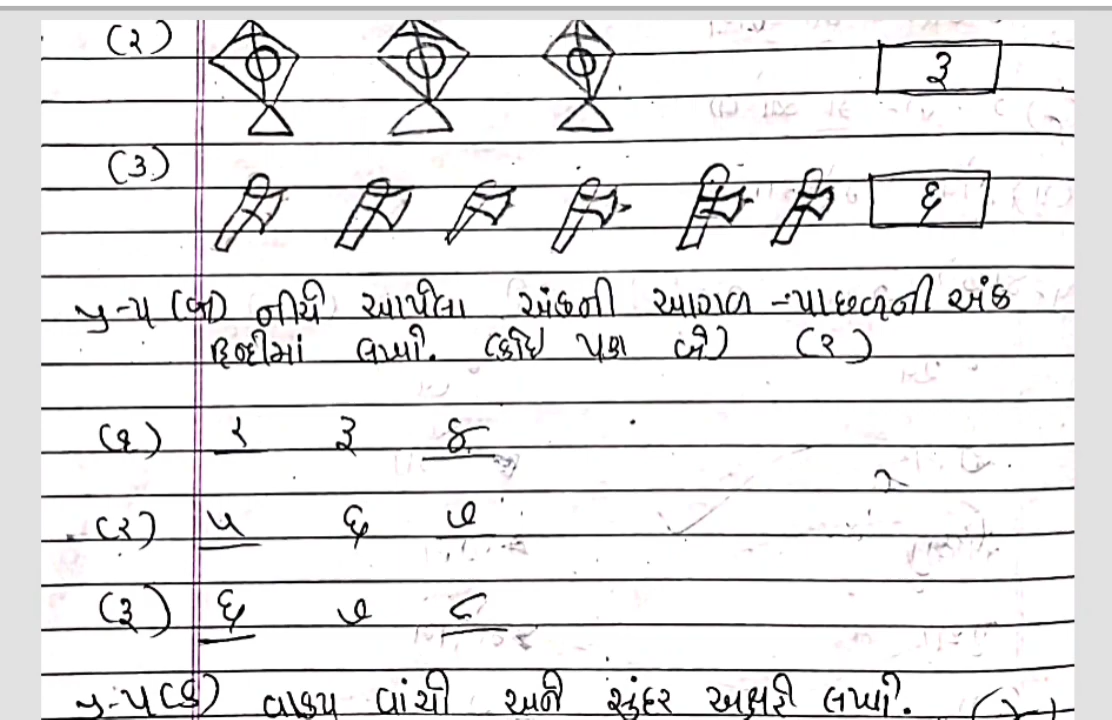 (૨) ૩
(૩) ૬
પ્ર-૫ (બ) નીચે આપેલા અંકની આગળ -પાછળની અંક
હિન્દીમાં લખો. (કોઈ પણ બે) (૨)
(૧) ૨ ૩ ૪
(૨) ૫ ૬ ૭
(૩) ૬ ૭ ૮
પ્ર-૫ (ક) વાક્ય વાંચી અને સુંદર અક્ષરે લખો.